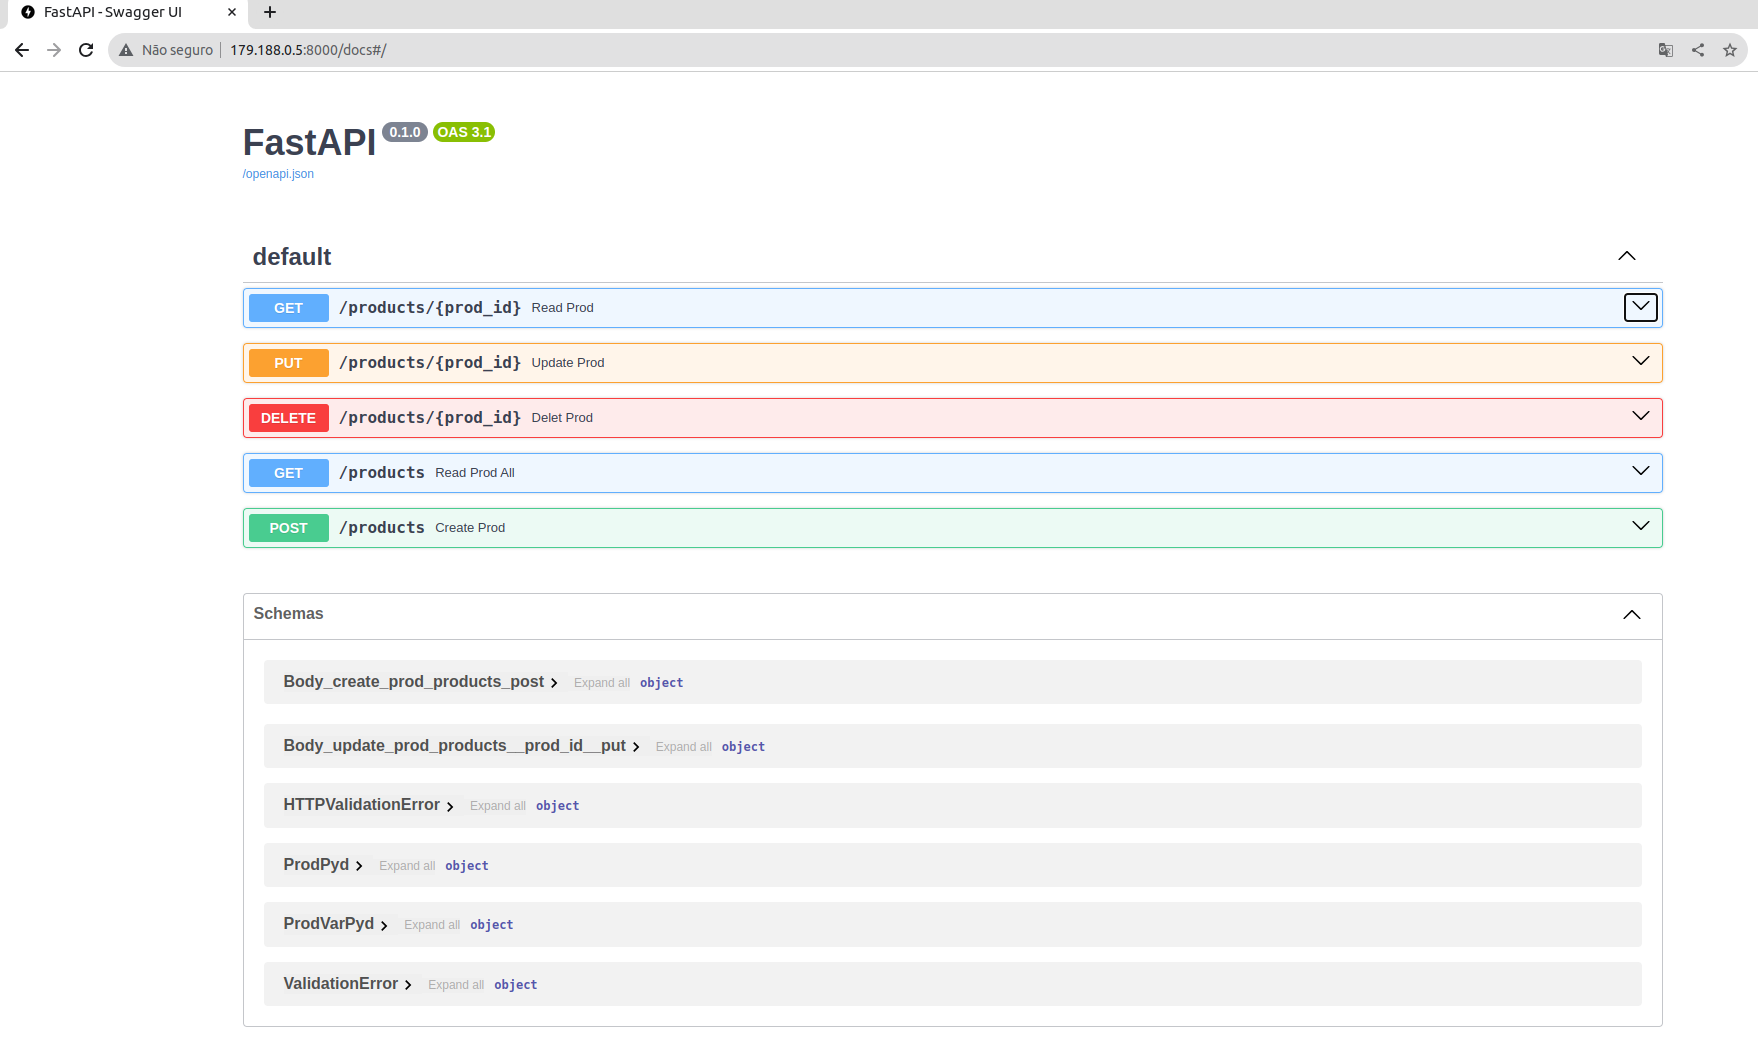 FastAPI - Swagger UI
Não seguro 179.188.0.5:8000/docs#/
FastAPI 0.1.0 OAS 3.1
/openapi.json
default
GET /products/{prod_id} Read Prod
PUT /products/{prod_id} Update Prod
DELETE /products/{prod_id} Delet Prod
GET /products Read Prod All
POST /products Create Prod
Schemas
Body_create_prod_products_post Expand all object
Body_update_prod_products__prod_id__put Expand all object
HTTPValidationError Expand all object
ProdPyd Expand all object
ProdVarPyd Expand all object
ValidationError Expand all object